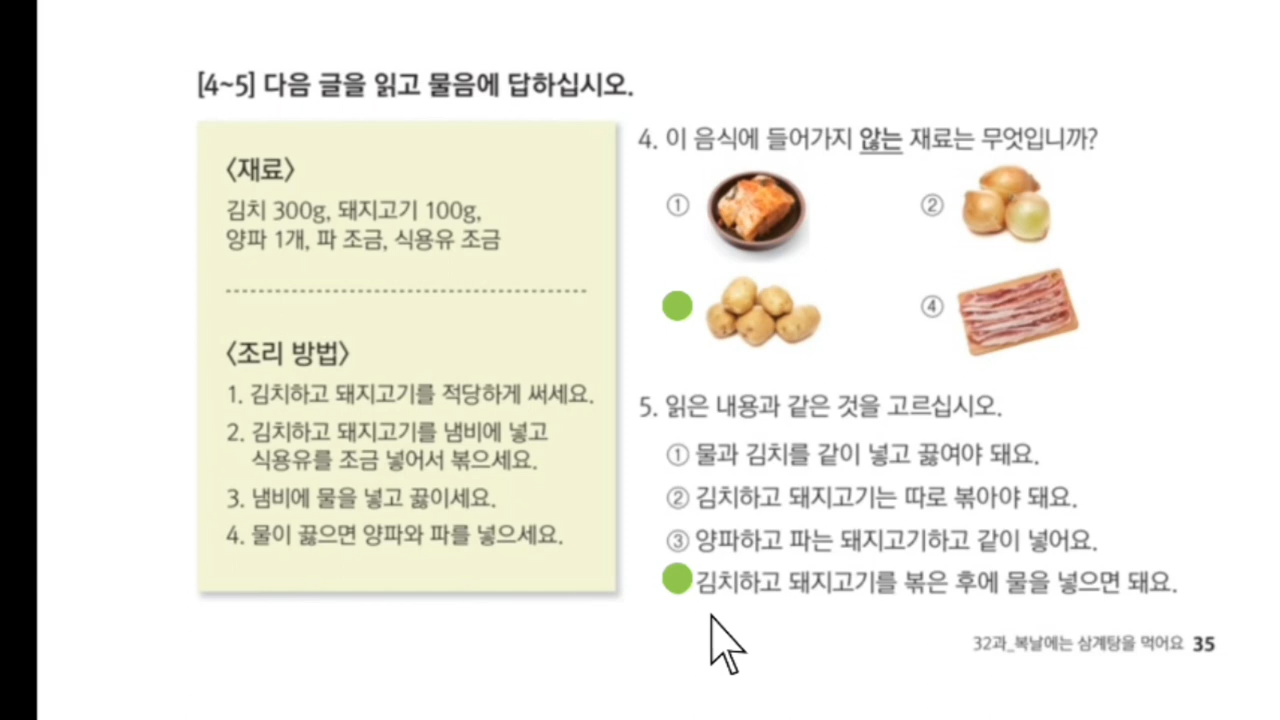 [4~5] 다음 글을 읽고 물음에 답하십시오.
〈재료〉
김치 300g, 돼지고기 100g,
양파 1개, 파 조금, 식용유 조금
〈조리 방법〉
1. 김치하고 돼지고기를 적당하게 써세요.
2. 김치하고 돼지고기를 냄비에 넣고
식용유를 조금 넣어서 볶으세요.
3. 냄비에 물을 넣고 끓이세요.
4. 물이 끓으면 양파와 파를 넣으세요.
4. 이 음식에 들어가지 않는 재료는 무엇입니까?
①
②
④
5. 읽은 내용과 같은 것을 고르십시오.
① 물과 김치를 같이 넣고 끓여야 돼요.
② 김치하고 돼지고기는 따로 볶아야 돼요.
③ 양파하고 파는 돼지고기하고 같이 넣어요.
김치하고 돼지고기를 볶은 후에 물을 넣으면 돼요.
32과_복날에는 삼계탕을 먹어요 35